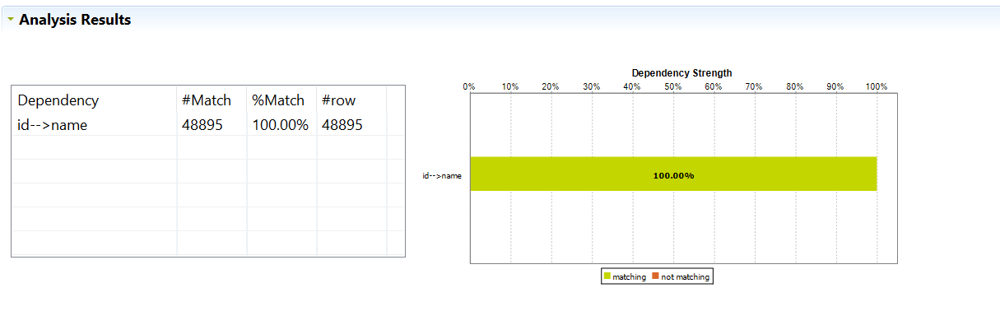 Analysis Results
Dependency #Match %Match #row
id-->name 48895 100.00% 48895
Dependency Strength
0% 10% 20% 30% 40% 50% 60% 70% 80% 90% 100%
id-->name 100.00%
matching not matching